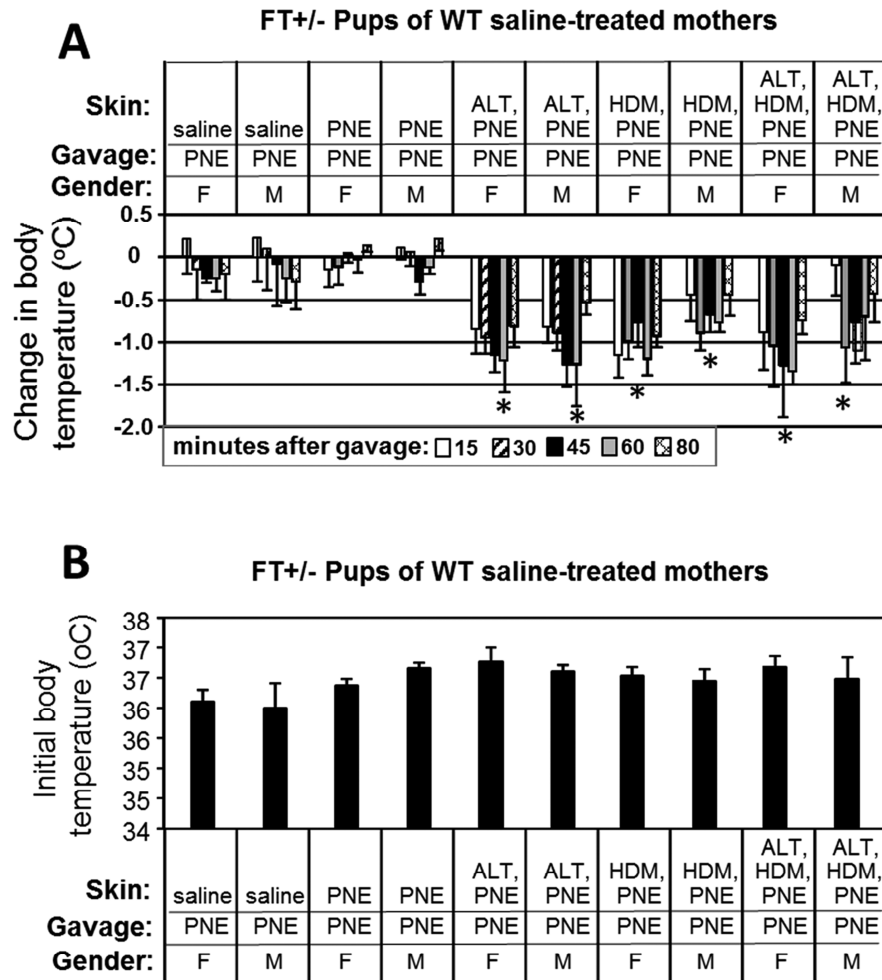 A
FT+/- Pups of WT saline-treated mothers
Skin: saline saline PNE PNE ALT, PNE ALT, PNE HDM, PNE HDM, PNE ALT, HDM, PNE ALT, HDM, PNE
Gavage: PNE PNE PNE PNE PNE PNE PNE PNE PNE PNE
Gender: F M F M F M F M F M
Change in body temperature (ºC)
0.5
0
-0.5
-1.0
-1.5
-2.0
* * * * * *
minutes after gavage: 15 30 45 60 80
B
FT+/- Pups of WT saline-treated mothers
Initial body temperature (oC)
38
37
37
36
36
35
35
34
Skin: saline saline PNE PNE ALT, PNE ALT, PNE HDM, PNE HDM, PNE ALT, HDM, PNE ALT, HDM, PNE
Gavage: PNE PNE PNE PNE PNE PNE PNE PNE PNE PNE
Gender: F M F M F M F M F M